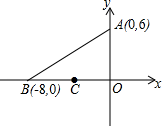 y
A(0,6)
B(-8,0) C O x